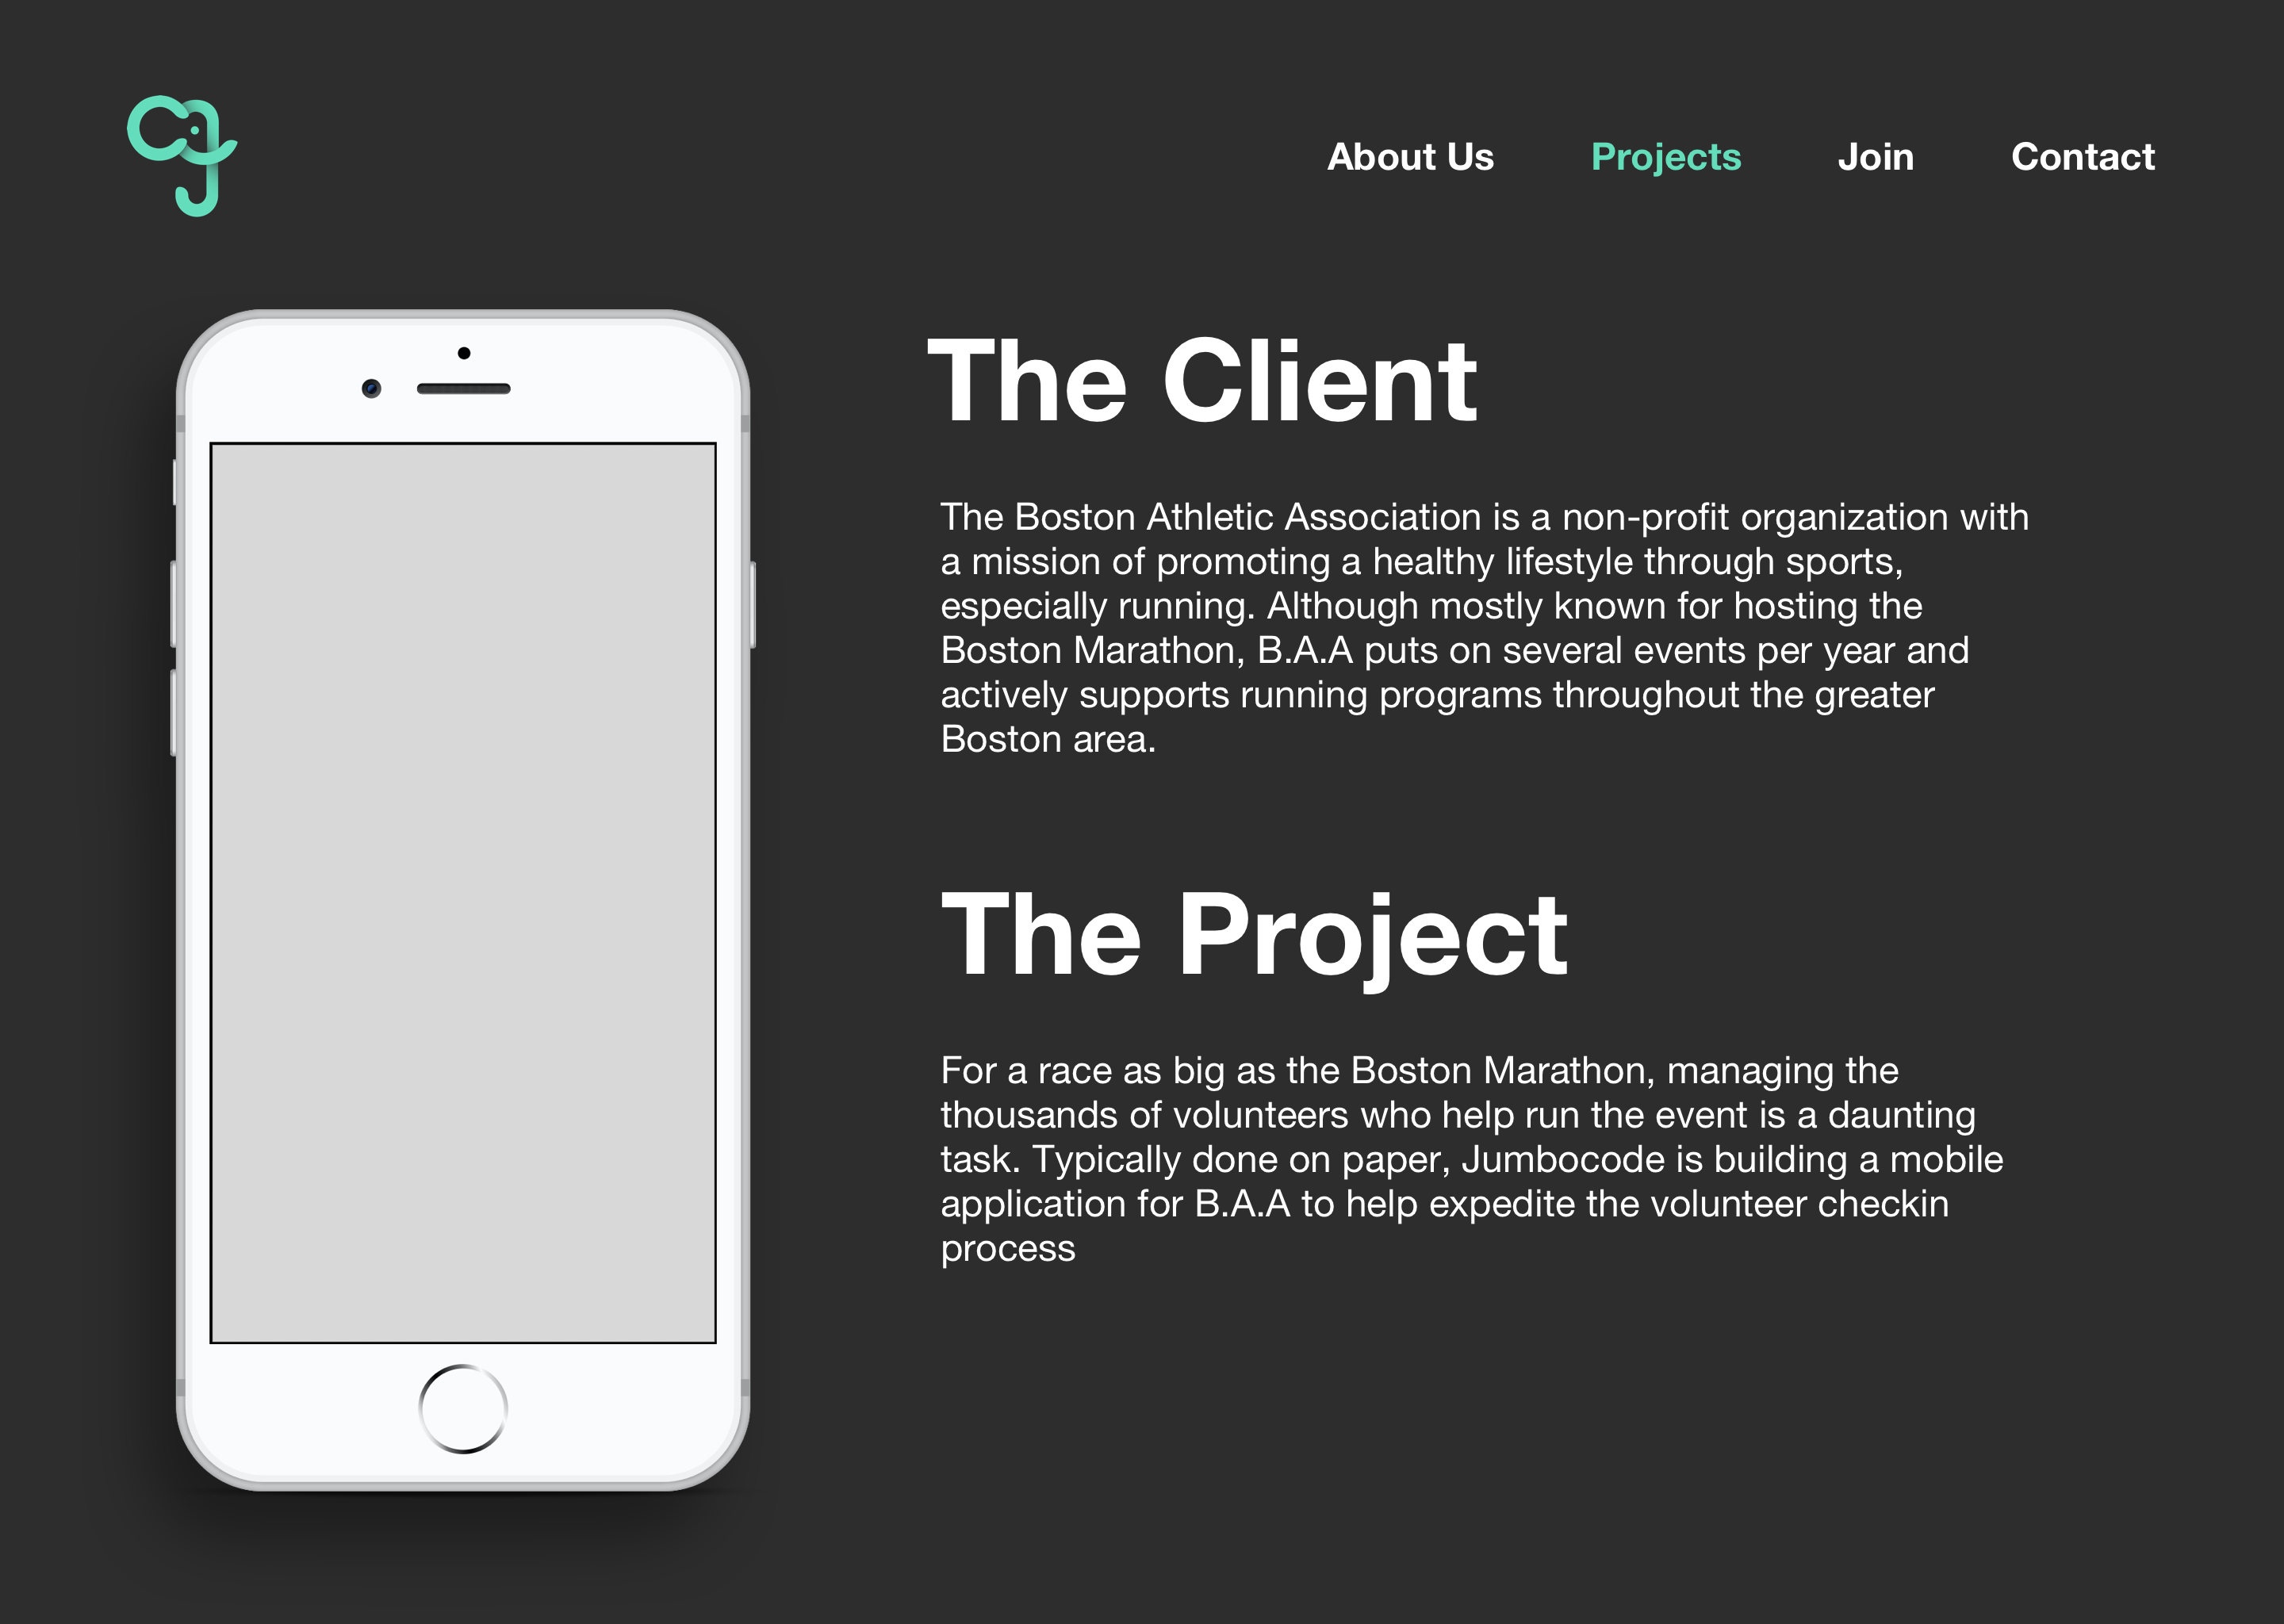 About Us Projects Join Contact
The Client
The Boston Athletic Association is a non-profit organization with
a mission of promoting a healthy lifestyle through sports,
especially running. Although mostly known for hosting the
Boston Marathon, B.A.A puts on several events per year and
actively supports running programs throughout the greater
Boston area.
The Project
For a race as big as the Boston Marathon, managing the
thousands of volunteers who help run the event is a daunting
task. Typically done on paper, Jumbocode is building a mobile
application for B.A.A to help expedite the volunteer checkin
process